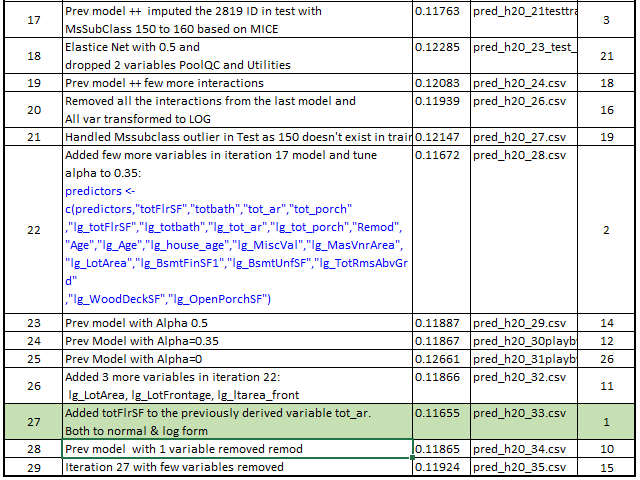 17 Prev model ++ imputed the 2819 ID in test with 0.11763 pred_h20_21testtra 3
MsSubClass 150 to 160 based on MICE
18 Elastice Net with 0.5 and 0.12285 pred_h20_23_test_ 21
dropped 2 variables PoolQC and Utilities
19 Prev model ++ few more interactions 0.12083 pred_h20_24.csv 18
20 Removed all the interactions from the last model and 0.11939 pred_h20_26.csv 16
All var transformed to LOG
21 Handled Mssubclass outlier in Test as 150 doesn't exist in train 0.12147 pred_h20_27.csv 19
22 Added few more variables in iteration 17 model and tune 0.11672 pred_h20_28.csv 2
alpha to 0.35:
predictors <-
c(predictors,"totFlrSF","totbath","tot_ar","tot_porch"
,"lg_totFlrSF","lg_totbath","lg_tot_ar","lg_tot_porch","Remod",
"Age","lg_Age","lg_house_age","lg_MiscVal","lg_MasVnrArea",
"lg_LotArea","lg_BsmtFinSF1","lg_BsmtUnfSF","lg_TotRmsAbvGr
d"
,"lg_WoodDeckSF","lg_OpenPorchSF")
23 Prev model with Alpha 0.5 0.11887 pred_h20_29.csv 14
24 Prev Model with Alpha=0.35 0.11867 pred_h20_30playb 12
25 Prev Model with Alpha=0 0.12661 pred_h20_31playb 26
26 Added 3 more variables in iteration 22: 0.11866 pred_h20_32.csv 11
lg_LotArea, lg_LotFrontage, lg_ltarea_front
27 Added totFlrSF to the previously derived variable tot_ar. 0.11655 pred_h20_33.csv 1
Both to normal & log form
28 Prev model with 1 variable removed remod 0.11865 pred_h20_34.csv 10
29 Iteration 27 with few variables removed 0.11924 pred_h20_35.csv 15